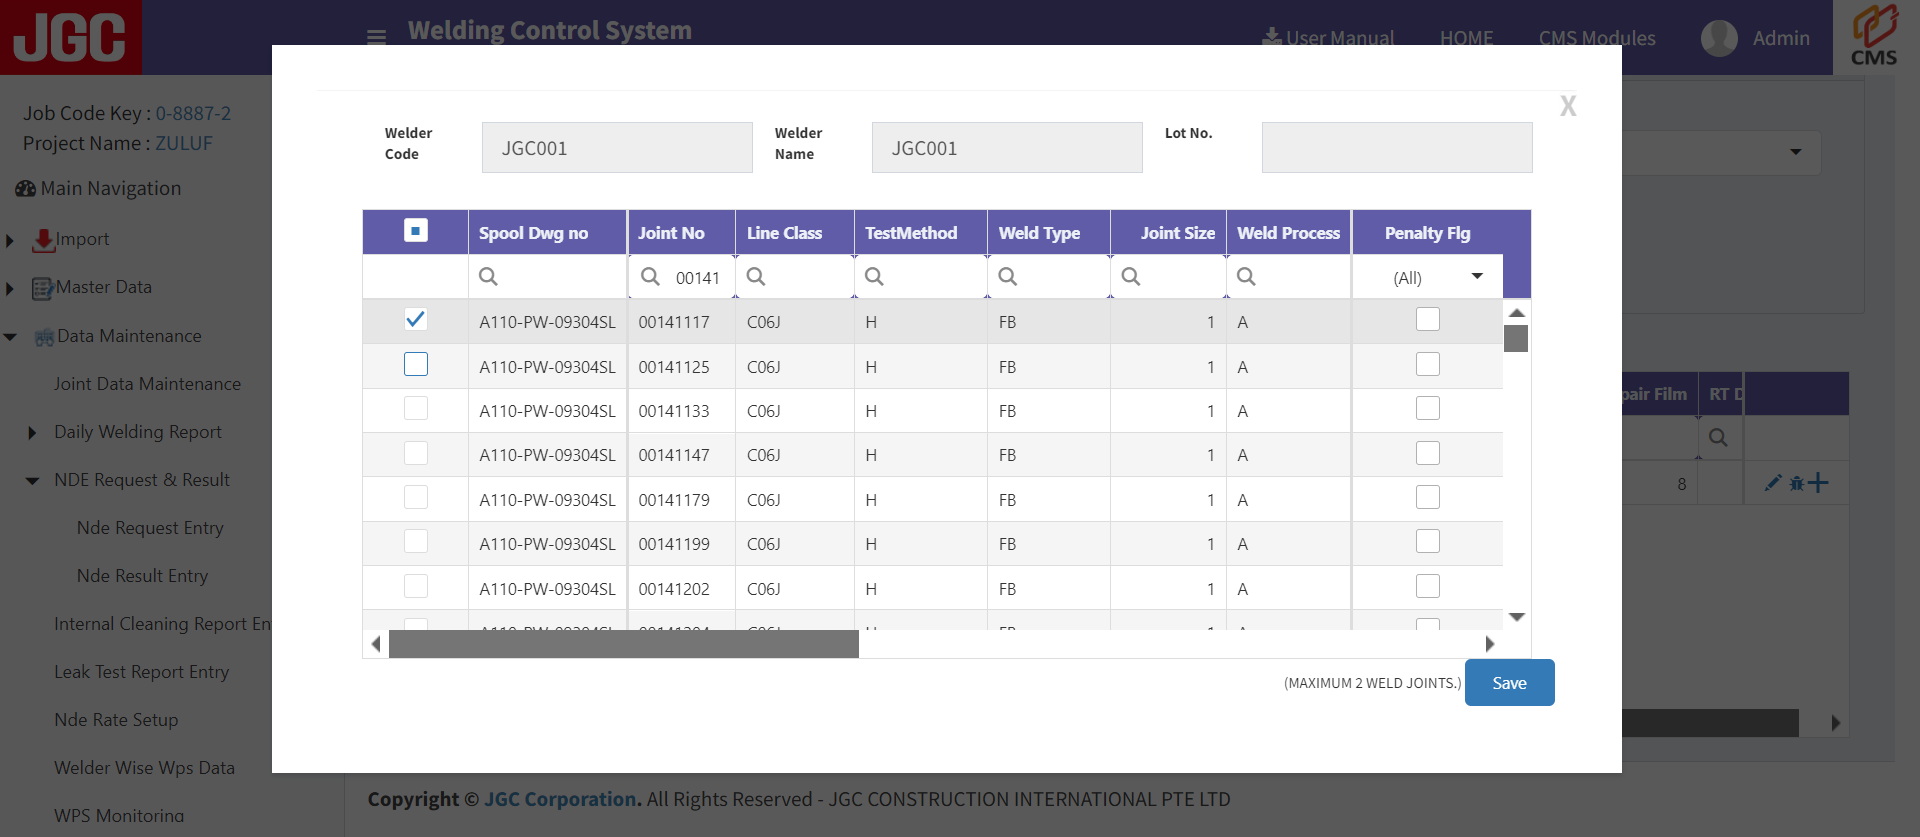 JGC
Welding Control System
User Manual
HOME
CMS Modules
Admin
CMS
Job Code Key : 0-8887-2
Project Name : ZULUF
Main Navigation
Import
Master Data
Data Maintenance
Joint Data Maintenance
Daily Welding Report
NDE Request & Result
Nde Request Entry
Nde Result Entry
Internal Cleaning Report En
Leak Test Report Entry
Nde Rate Setup
Welder Wise Wps Data
WPS Monitoring
X
Welder Code
JGC001
Welder Name
JGC001
Lot No.
Spool Dwg no Joint No Line Class TestMethod Weld Type Joint Size Weld Process Penalty Flg
00141 (All)
A110-PW-09304SL 00141117 C06J H FB 1 A
A110-PW-09304SL 00141125 C06J H FB 1 A
A110-PW-09304SL 00141133 C06J H FB 1 A
A110-PW-09304SL 00141147 C06J H FB 1 A
A110-PW-09304SL 00141179 C06J H FB 1 A
A110-PW-09304SL 00141199 C06J H FB 1 A
A110-PW-09304SL 00141202 C06J H FB 1 A
(MAXIMUM 2 WELD JOINTS.) Save
pair Film RT D
8
Copyright © JGC Corporation. All Rights Reserved - JGC CONSTRUCTION INTERNATIONAL PTE LTD